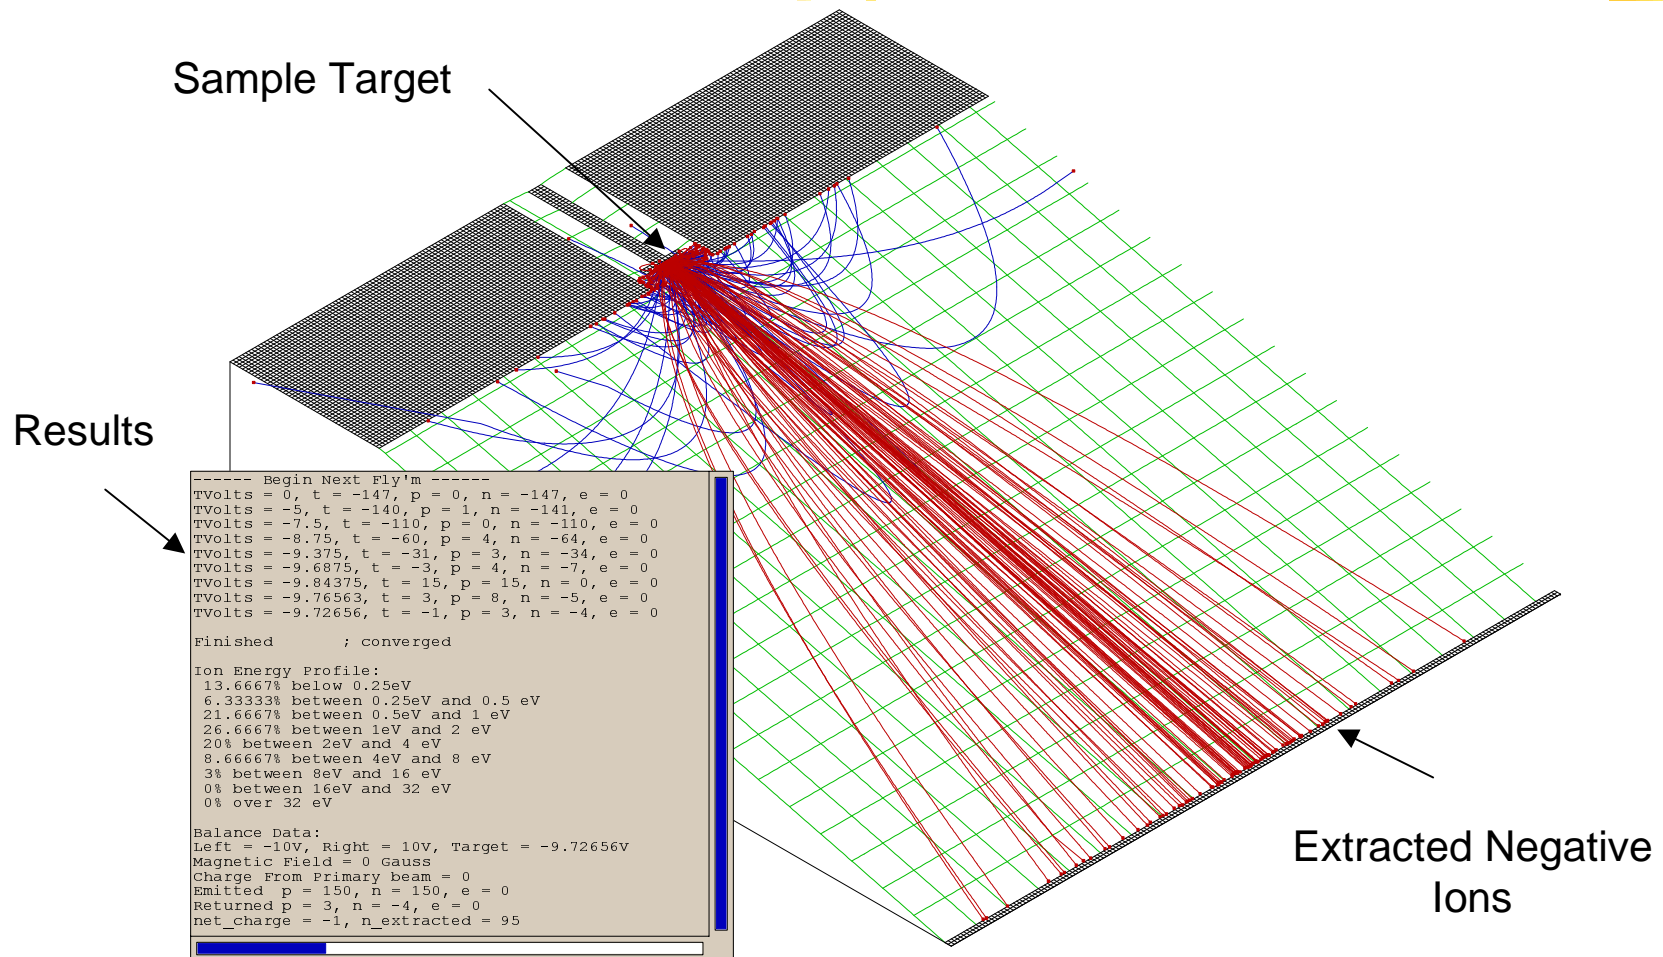 Sample Target
Results
------ Begin Next Fly'm ------
TVolts = 0, t = -147, p = 0, n = -147, e = 0
TVolts = -5, t = -140, p = 1, n = -141, e = 0
TVolts = -7.5, t = -110, p = 0, n = -110, e = 0
TVolts = -8.75, t = -60, p = 4, n = -64, e = 0
TVolts = -9.375, t = -31, p = 3, n = -34, e = 0
TVolts = -9.6875, t = -3, p = 4, n = -7, e = 0
TVolts = -9.84375, t = 15, p = 15, n = 0, e = 0
TVolts = -9.76563, t = 3, p = 8, n = -5, e = 0
TVolts = -9.72656, t = -1, p = 3, n = -4, e = 0
Finished ; converged
Ion Energy Profile:
13.6667% below 0.25eV
6.33333% between 0.25eV and 0.5 eV
21.6667% between 0.5eV and 1 eV
26.6667% between 1eV and 2 eV
20% between 2eV and 4 eV
8.66667% between 4eV and 8 eV
3% between 8eV and 16 eV
0% between 16eV and 32 eV
0% over 32 eV
Balance Data:
Left = -10V, Right = 10V, Target = -9.72656V
Magnetic Field = 0 Gauss
Charge From Primary beam = 0
Emitted p = 150, n = 150, e = 0
Returned p = 3, n = -4, e = 0
net_charge = -1, n_extracted = 95
Extracted Negative
Ions